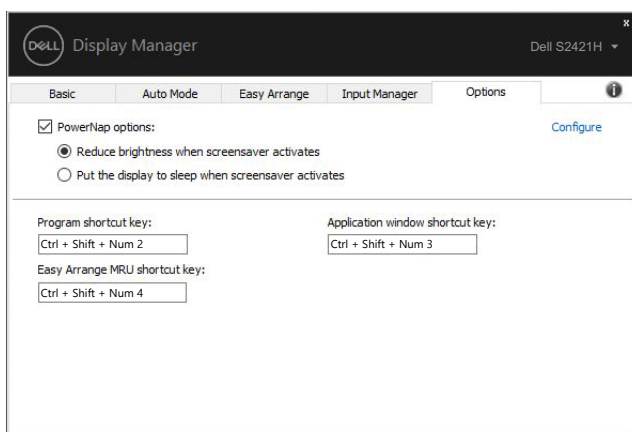 x
DELL Display Manager Dell S2421H
Basic Auto Mode Easy Arrange Input Manager Options
PowerNap options: Configure
Reduce brightness when screensaver activates
Put the display to sleep when screensaver activates
Program shortcut key: Application window shortcut key:
Ctrl + Shift + Num 2 Ctrl + Shift + Num 3
Easy Arrange MRU shortcut key:
Ctrl + Shift + Num 4